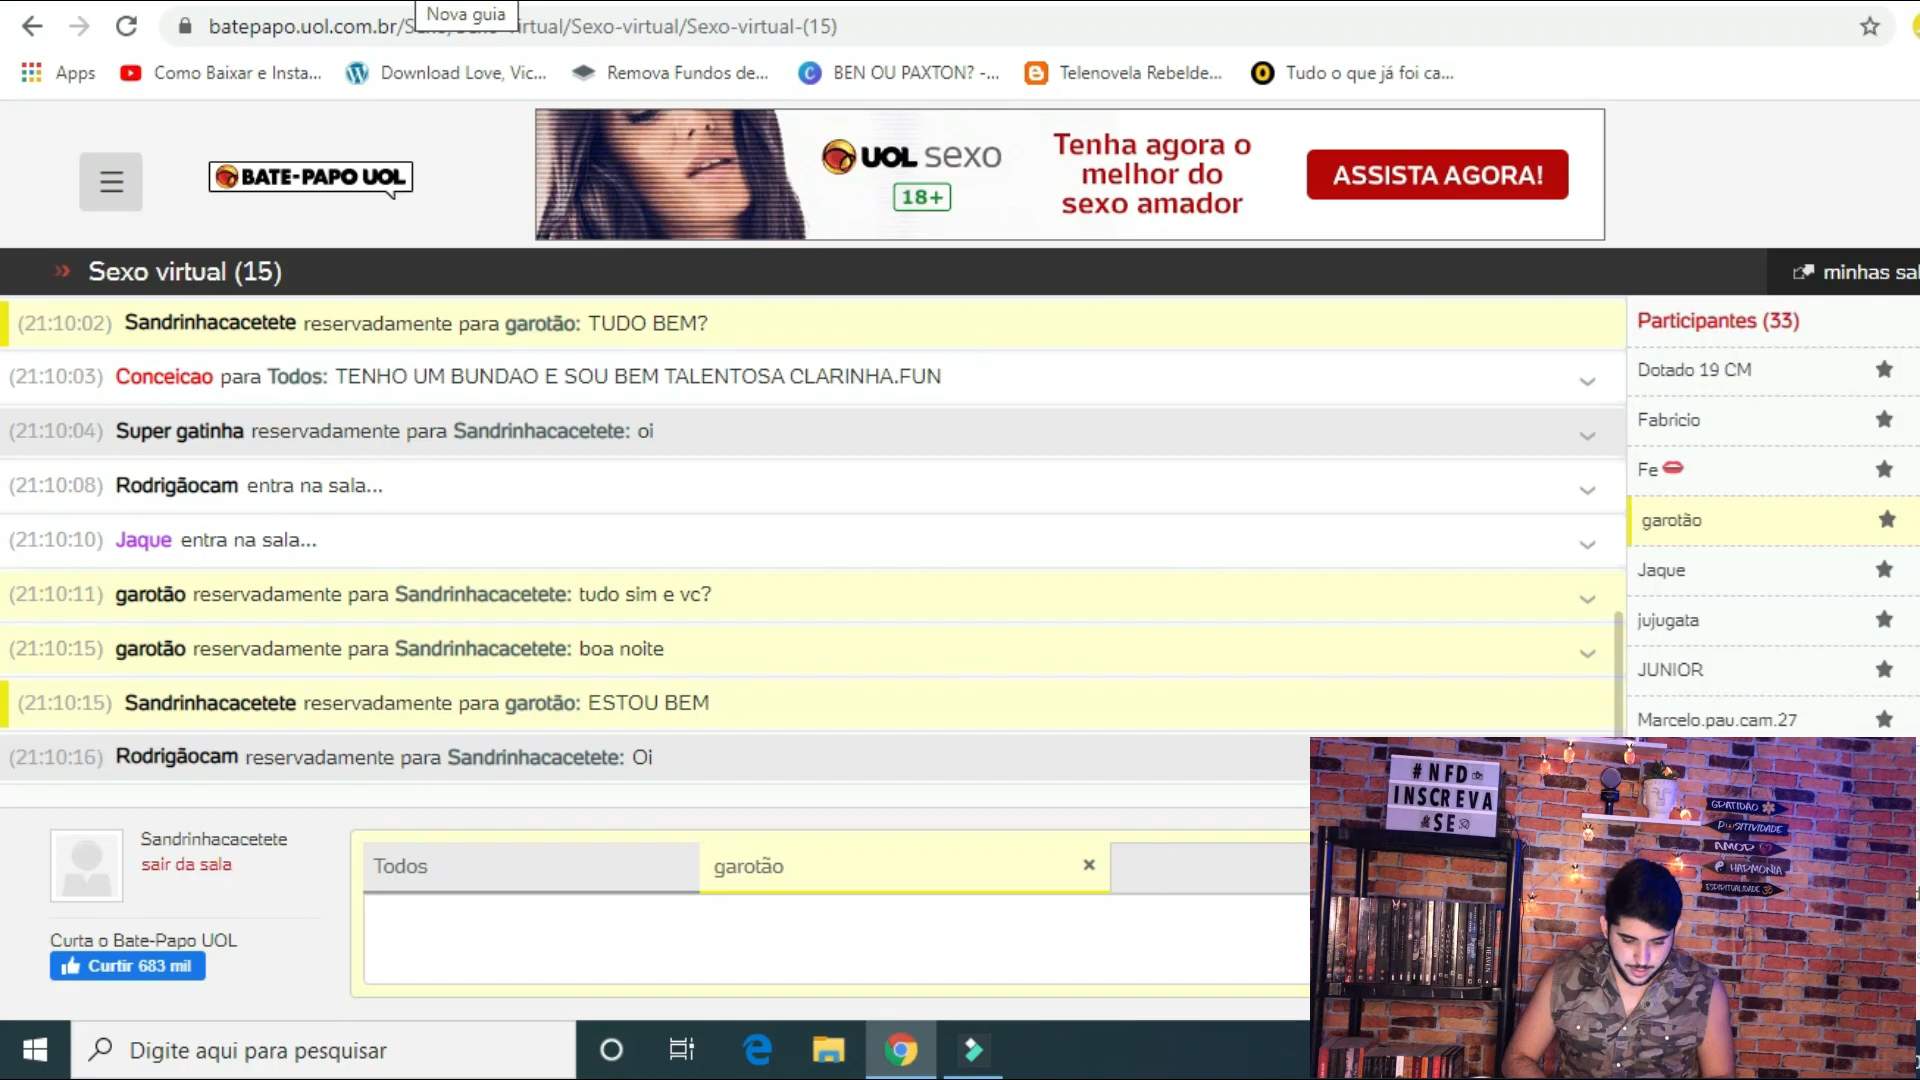 Nova guia
batepapo.uol.com.br/S
irtual/Sexo-virtual/Sexo-virtual-(15)
Apps
Como Baixar e Insta...
Download Love, Vic...
Remova Fundos de...
BEN OU PAXTON? -...
Telenovela Rebelde...
Tudo o que já foi ca...
BATE-PAPO UOL
UOL sexo
18+
Tenha agora o
melhor do
sexo amador
ASSISTA AGORA!
Sexo virtual (15)
minhas sal
(21:10:02) Sandrinhacacetete reservadamente para garotão: TUDO BEM?
(21:10:03) Conceicao para Todos: TENHO UM BUNDAO E SOU BEM TALENTOSA CLARINHA.FUN
(21:10:04) Super gatinha reservadamente para Sandrinhacacetete: oi
(21:10:08) Rodrigãocam entra na sala...
(21:10:10) Jaque entra na sala...
(21:10:11) garotão reservadamente para Sandrinhacacetete: tudo sim e vc?
(21:10:15) garotão reservadamente para Sandrinhacacetete: boa noite
(21:10:15) Sandrinhacacetete reservadamente para garotão: ESTOU BEM
(21:10:16) Rodrigãocam reservadamente para Sandrinhacacetete: Oi
Participantes (33)
Dotado 19 CM
Fabricio
Fe
garotão
Jaque
jujugata
JUNIOR
Marcelo.pau.cam.27
Sandrinhacacetete
sair da sala
Curta o Bate-Papo UOL
Curtir 683 mil
Todos
garotão
#NFD
INSCREVA
SE
GRATIDÃO
POSITIVIDADE
AMOR
HARMONIA
ESPIRITUALIDADE
HEAVEN
Digite aqui para pesquisar